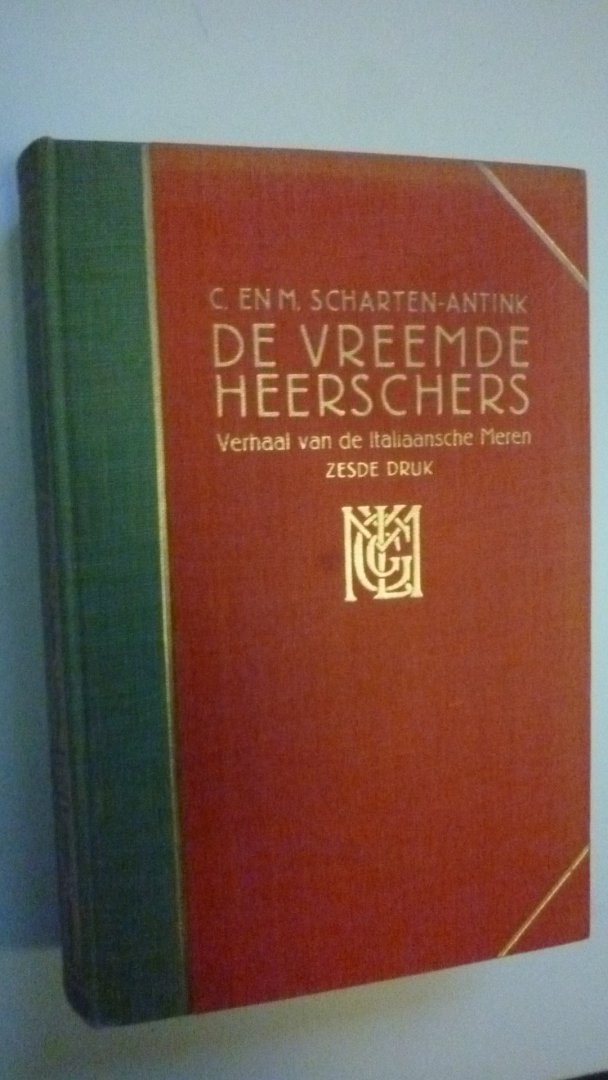 C. EN M. SCHARTEN-ANTINK
DE VREEMDE
HEERSCHERS
Verhaal van de Italiaansche Meren
ZESDE DRUK